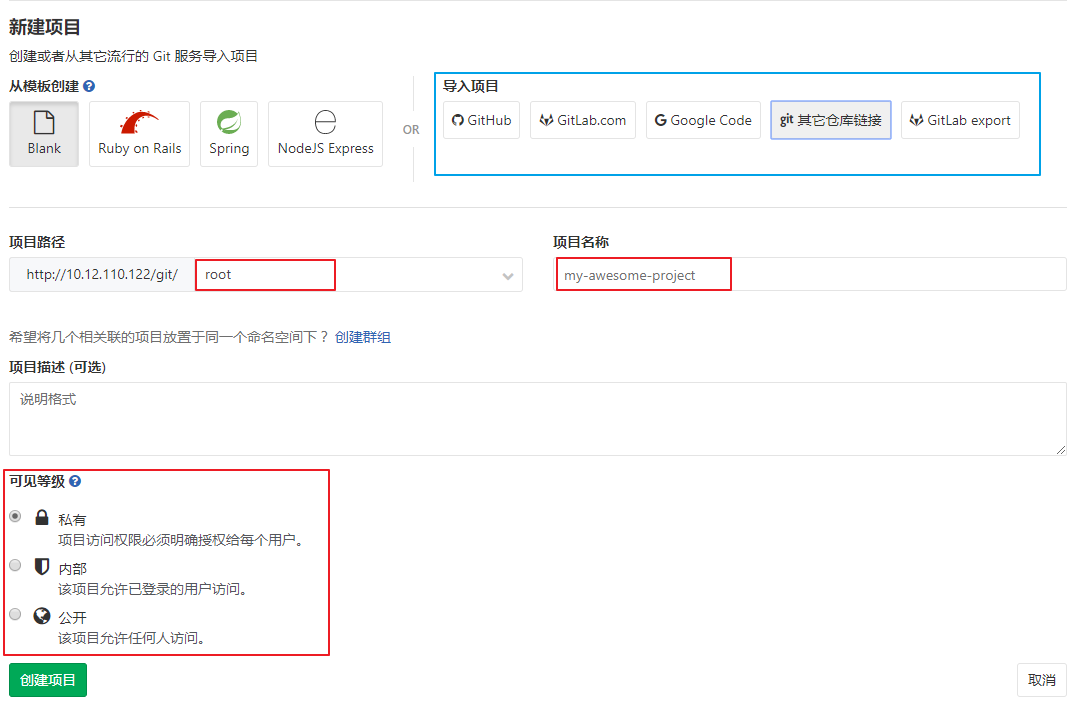 新建项目
创建或者从其它流行的 Git 服务导入项目
从模板创建
Blank
Ruby on Rails
Spring
NodeJS Express
OR
导入项目
GitHub
GitLab.com
Google Code
git 其它仓库链接
GitLab export
项目路径
http://10.12.110.122/git/ root
项目名称
my-awesome-project
希望将几个相关联的项目放置于同一个命名空间下？ 创建群组
项目描述 (可选)
说明格式
可见等级
私有
项目访问权限必须明确授权给每个用户。
内部
该项目允许已登录的用户访问。
公开
该项目允许任何人访问。
创建项目
取消